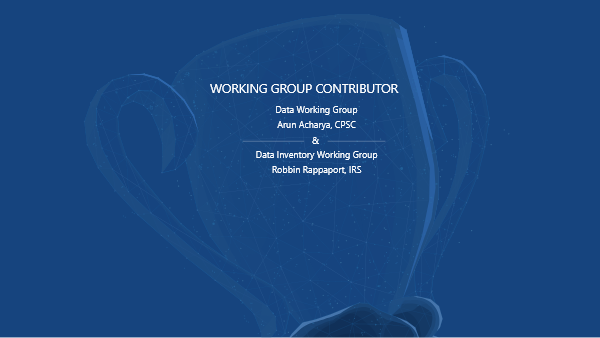 WORKING GROUP CONTRIBUTOR
Data Working Group
Arun Acharya, CPSC
&
Data Inventory Working Group
Robbin Rappaport, IRS